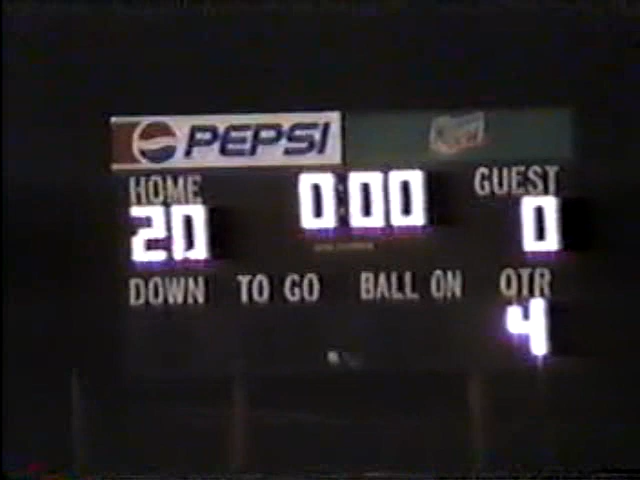 PEPSI
HOME 0:00 GUEST
20 0
DOWN TO GO BALL ON QTR
4